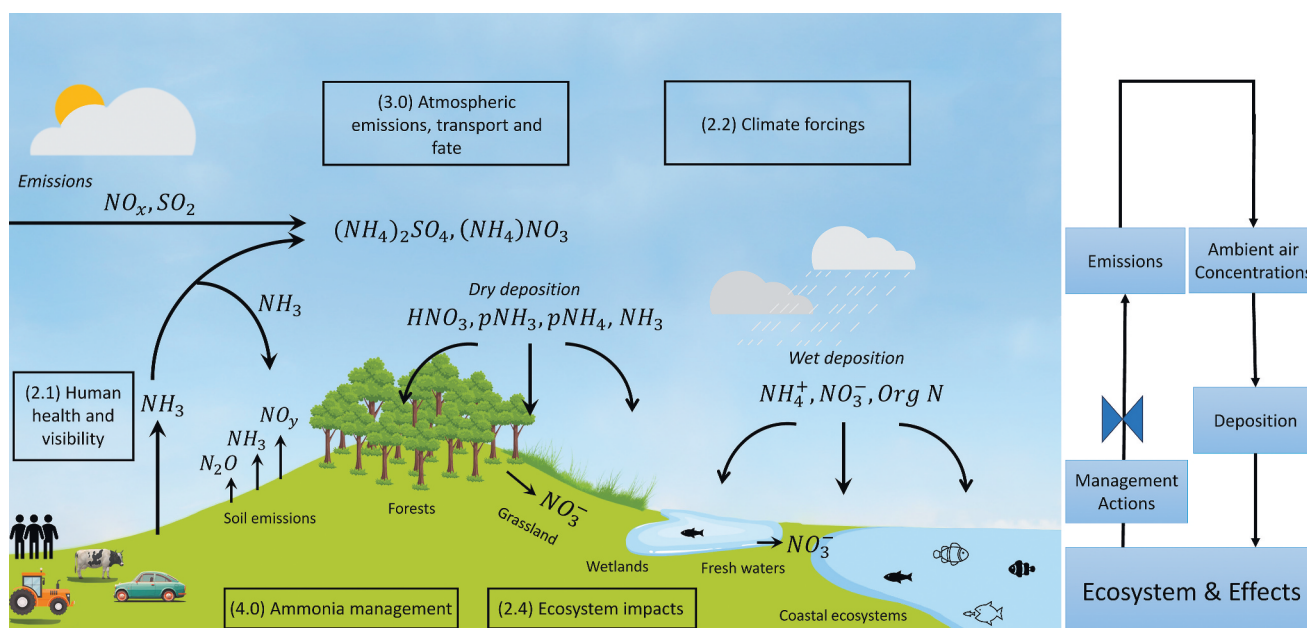 (3.0) Atmospheric
emissions, transport and
fate
(2.2) Climate forcings
Emissions
NOₓ, SO₂
(NH₄)₂SO₄, (NH₄)NO₃
NH₃
Dry deposition
HNO₃, pNH₃, pNH₄, NH₃
Wet deposition
NH₄⁺, NO₃⁻, Org N
(2.1) Human
health and
visibility
NH₃
N₂O
NH₃
NOᵧ
Soil emissions
Forests
NO₃⁻
Grassland
Wetlands
Fresh waters
NO₃⁻
Coastal ecosystems
(4.0) Ammonia management
(2.4) Ecosystem impacts
Emissions
Ambient air
Concentrations
Deposition
Management
Actions
Ecosystem & Effects